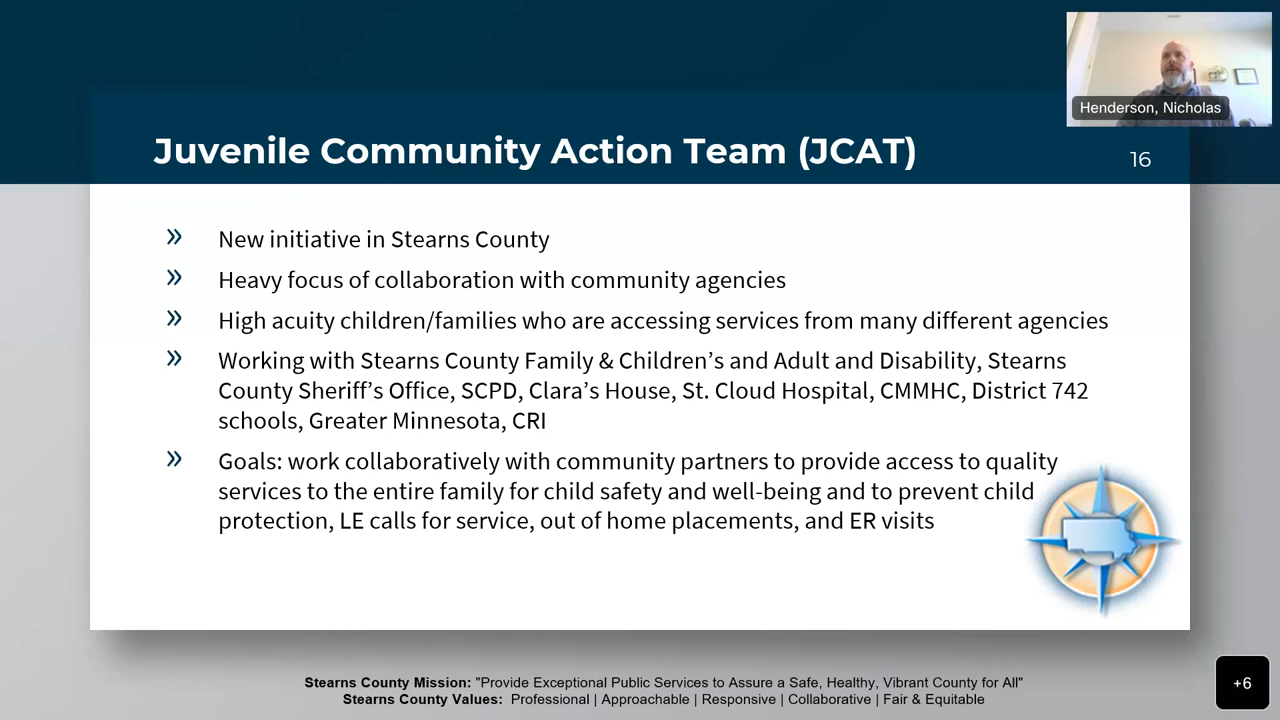 Henderson, Nicholas
Juvenile Community Action Team (JCAT)
16
» New initiative in Stearns County
» Heavy focus of collaboration with community agencies
» High acuity children/families who are accessing services from many different agencies
» Working with Stearns County Family & Children’s and Adult and Disability, Stearns
County Sheriff’s Office, SCPD, Clara’s House, St. Cloud Hospital, CMMHC, District 742
schools, Greater Minnesota, CRI
» Goals: work collaboratively with community partners to provide access to quality
services to the entire family for child safety and well-being and to prevent child
protection, LE calls for service, out of home placements, and ER visits
Stearns County Mission: "Provide Exceptional Public Services to Assure a Safe, Healthy, Vibrant County for All"
Stearns County Values: Professional | Approachable | Responsive | Collaborative | Fair & Equitable
+6